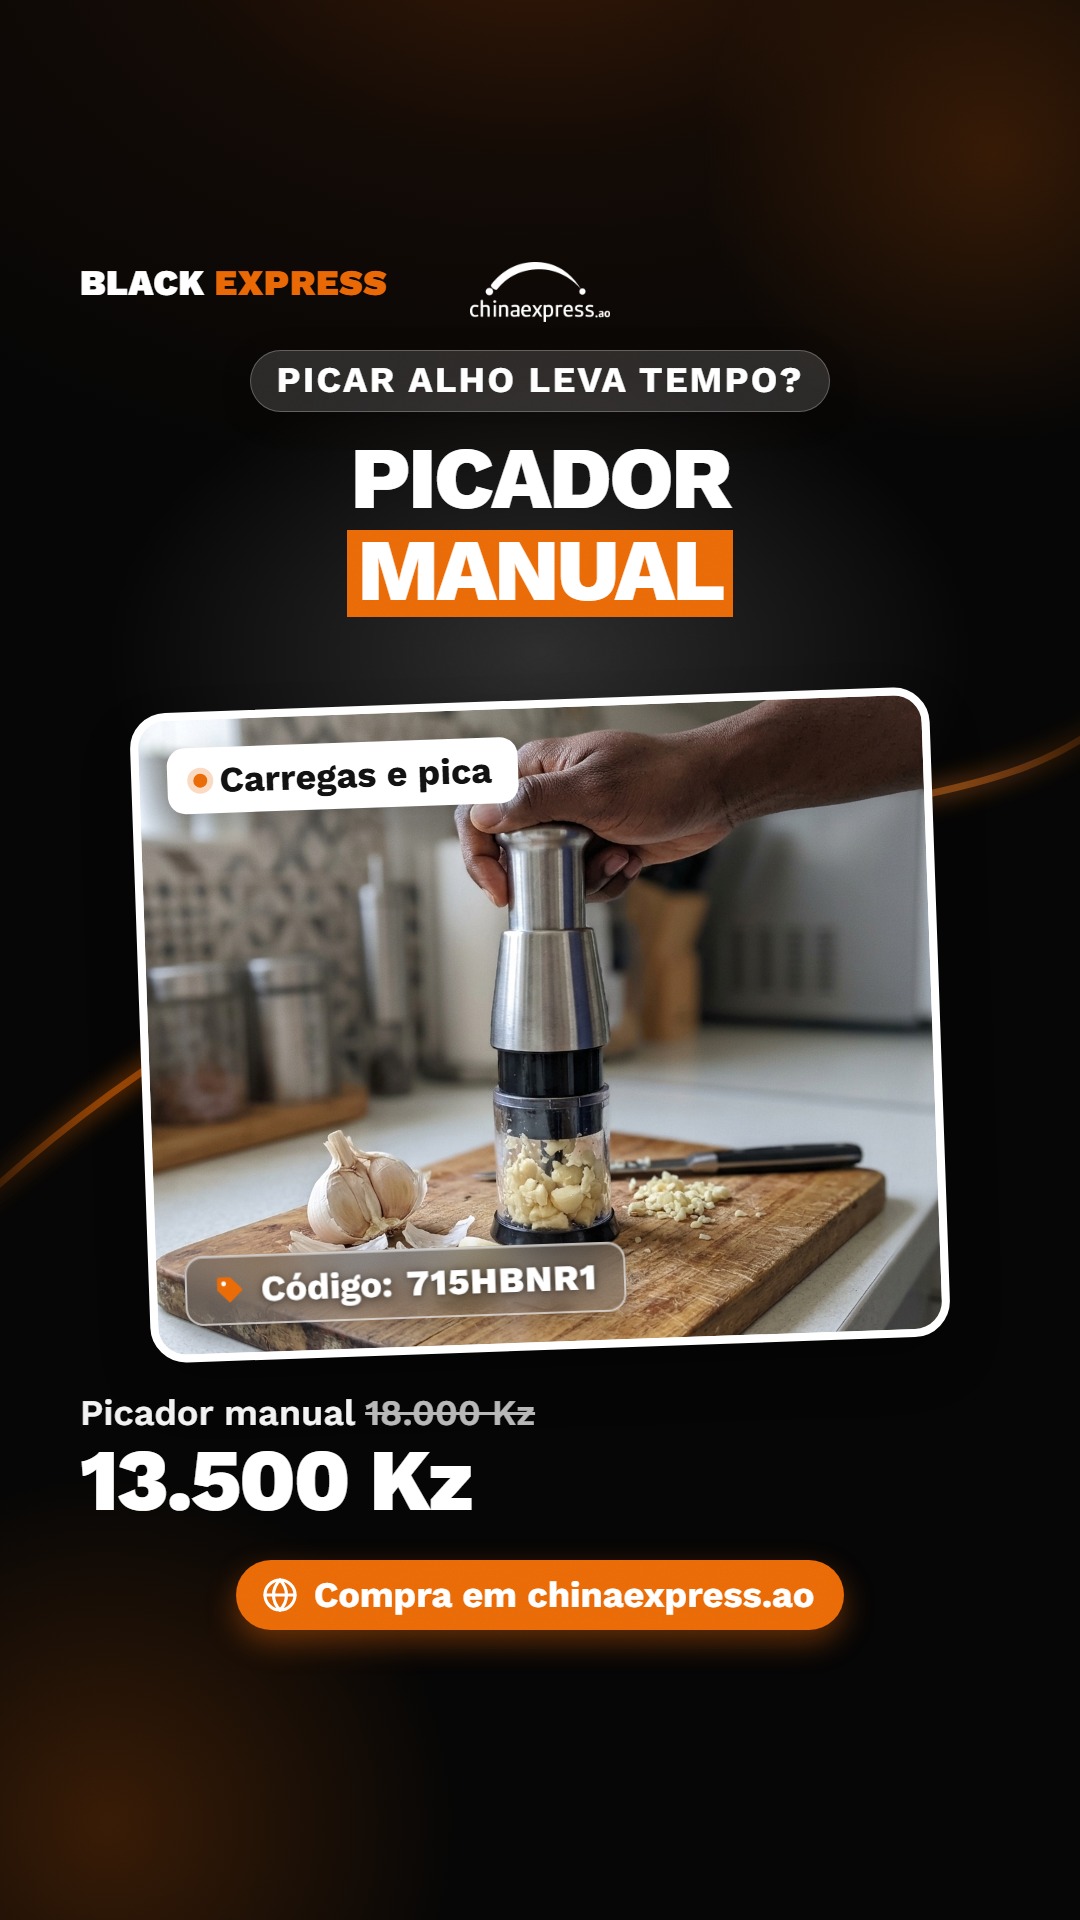 BLACK EXPRESS
chinaexpress.ao
PICAR ALHO LEVA TEMPO?
PICADOR
MANUAL
Carregas e pica
Código: 715HBNR1
Picador manual 18.000 Kz
13.500 Kz
Compra em chinaexpress.ao